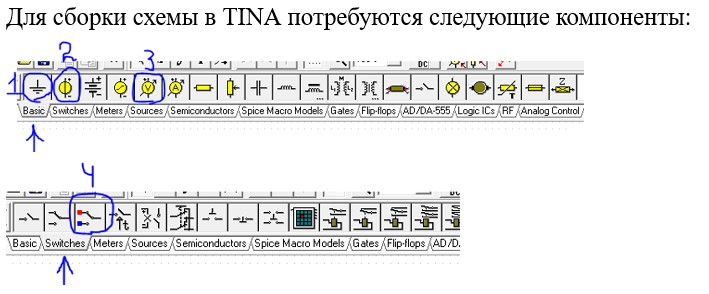 Для сборки схемы в TINA потребуются следующие компоненты:
2 3
DC
1
V A M Z
Basic Switches Meters Sources Semiconductors Spice Macro Models Gates Flip-flops AD/DA-555 Logic ICs RF Analog Control
4
DC
t
Basic Switches Meters Sources Semiconductors Spice Macro Models Gates Flip-flops AD/D